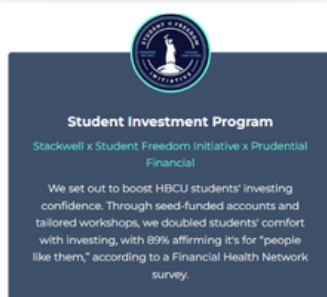 STUDENT FREEDOM
INITIATIVE
Student Investment Program
Stackwell x Student Freedom Initiative x Prudential
Financial
We set out to boost HBCU students' investing
confidence. Through seed-funded accounts and
tailored workshops, we doubled students' comfort
with investing, with 89% affirming it's for "people
like them," according to a Financial Health Network
survey.